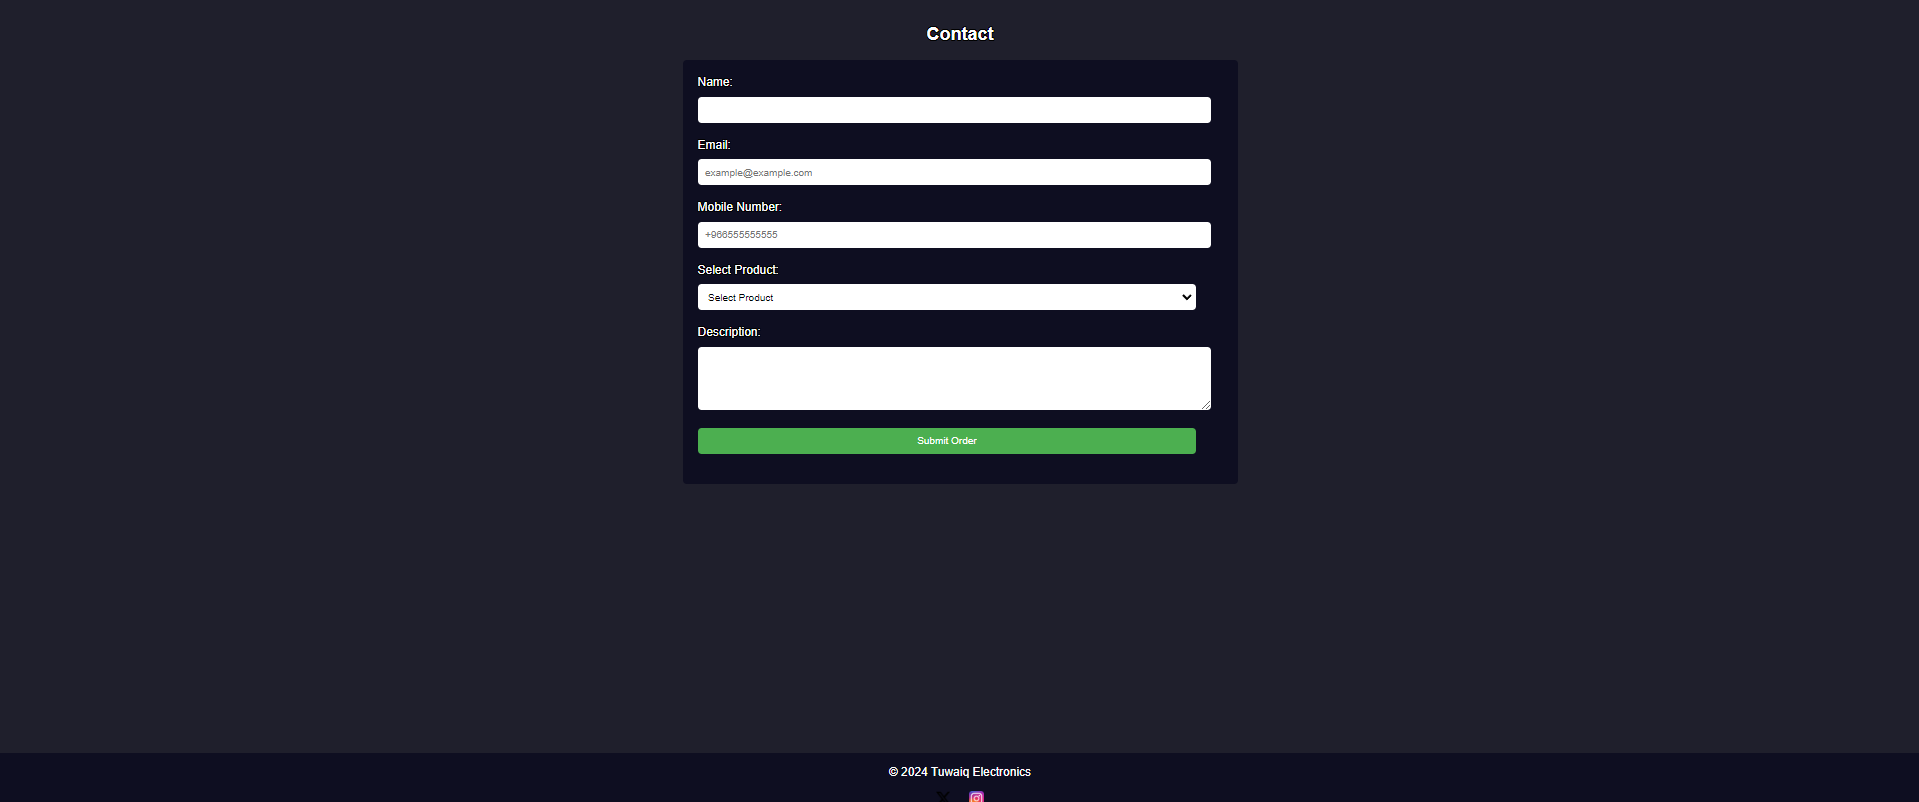 Contact
Name:
Email:
example@example.com
Mobile Number:
+966555555555
Select Product:
Select Product
Description:
Submit Order
© 2024 Tuwaiq Electronics